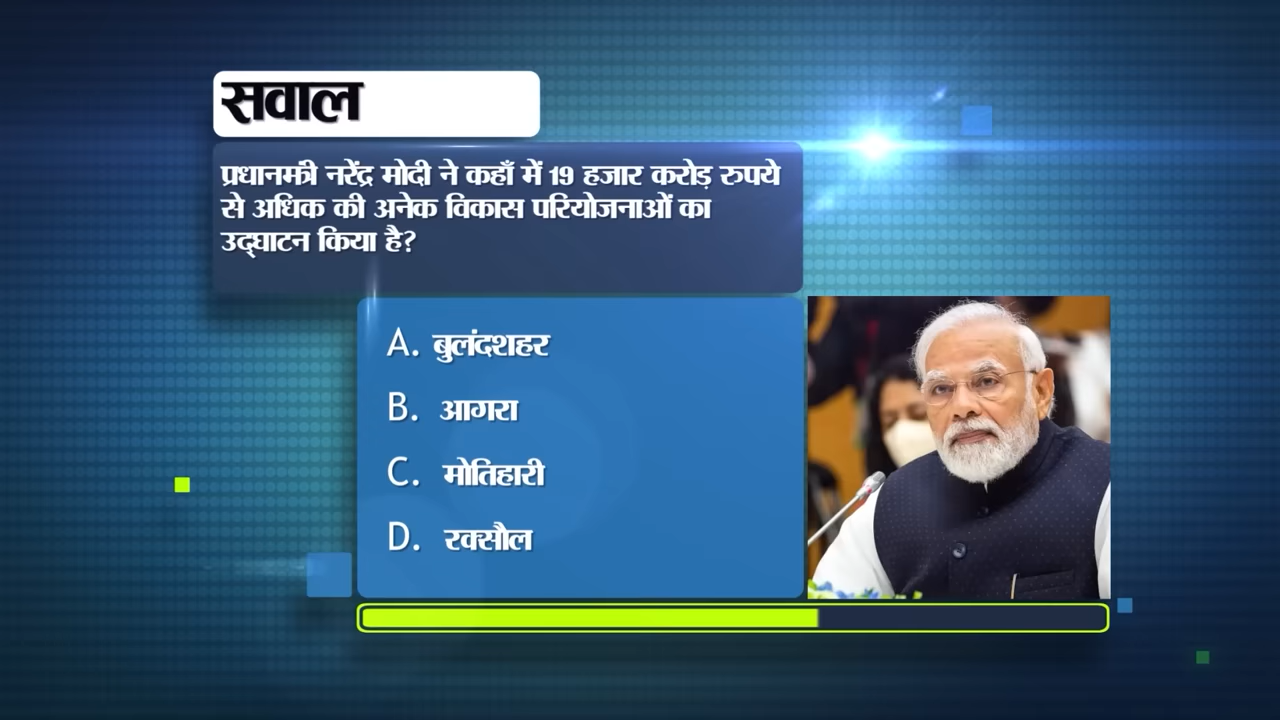 सवाल
प्रधानमंत्री नरेंद्र मोदी ने कहाँ में 19 हजार करोड़ रुपये
से अधिक की अनेक विकास परियोजनाओं का
उद्घाटन किया है?
A. बुलंदशहर
B. आगरा
C. मोतिहारी
D. रक्सौल